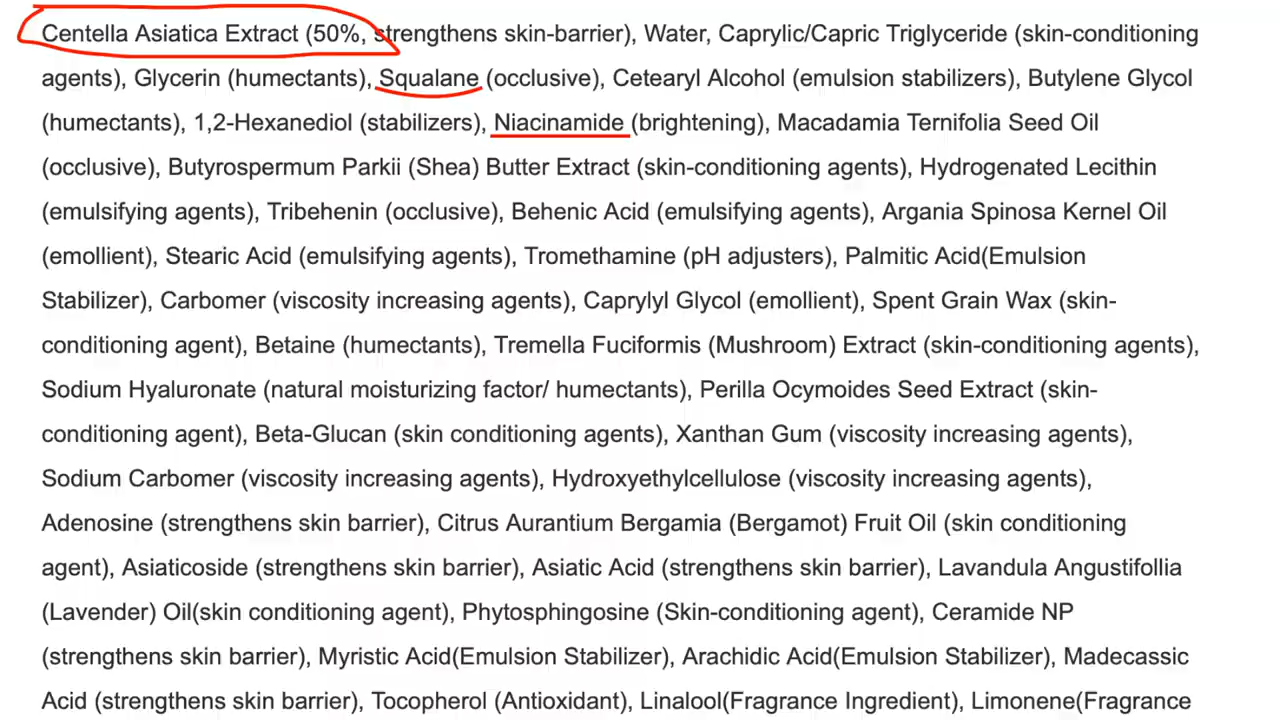 Centella Asiatica Extract (50%, strengthens skin-barrier), Water, Caprylic/Capric Triglyceride (skin-conditioning
agents), Glycerin (humectants), Squalane (occlusive), Cetearyl Alcohol (emulsion stabilizers), Butylene Glycol
(humectants), 1,2-Hexanediol (stabilizers), Niacinamide (brightening), Macadamia Ternifolia Seed Oil
(occlusive), Butyrospermum Parkii (Shea) Butter Extract (skin-conditioning agents), Hydrogenated Lecithin
(emulsifying agents), Tribehenin (occlusive), Behenic Acid (emulsifying agents), Argania Spinosa Kernel Oil
(emollient), Stearic Acid (emulsifying agents), Tromethamine (pH adjusters), Palmitic Acid(Emulsion
Stabilizer), Carbomer (viscosity increasing agents), Caprylyl Glycol (emollient), Spent Grain Wax (skin-
conditioning agent), Betaine (humectants), Tremella Fuciformis (Mushroom) Extract (skin-conditioning agents),
Sodium Hyaluronate (natural moisturizing factor/ humectants), Perilla Ocymoides Seed Extract (skin-
conditioning agent), Beta-Glucan (skin conditioning agents), Xanthan Gum (viscosity increasing agents),
Sodium Carbomer (viscosity increasing agents), Hydroxyethylcellulose (viscosity increasing agents),
Adenosine (strengthens skin barrier), Citrus Aurantium Bergamia (Bergamot) Fruit Oil (skin conditioning
agent), Asiaticoside (strengthens skin barrier), Asiatic Acid (strengthens skin barrier), Lavandula Angustifollia
(Lavender) Oil(skin conditioning agent), Phytosphingosine (Skin-conditioning agent), Ceramide NP
(strengthens skin barrier), Myristic Acid(Emulsion Stabilizer), Arachidic Acid(Emulsion Stabilizer), Madecassic
Acid (strengthens skin barrier), Tocopherol (Antioxidant), Linalool(Fragrance Ingredient), Limonene(Fragrance